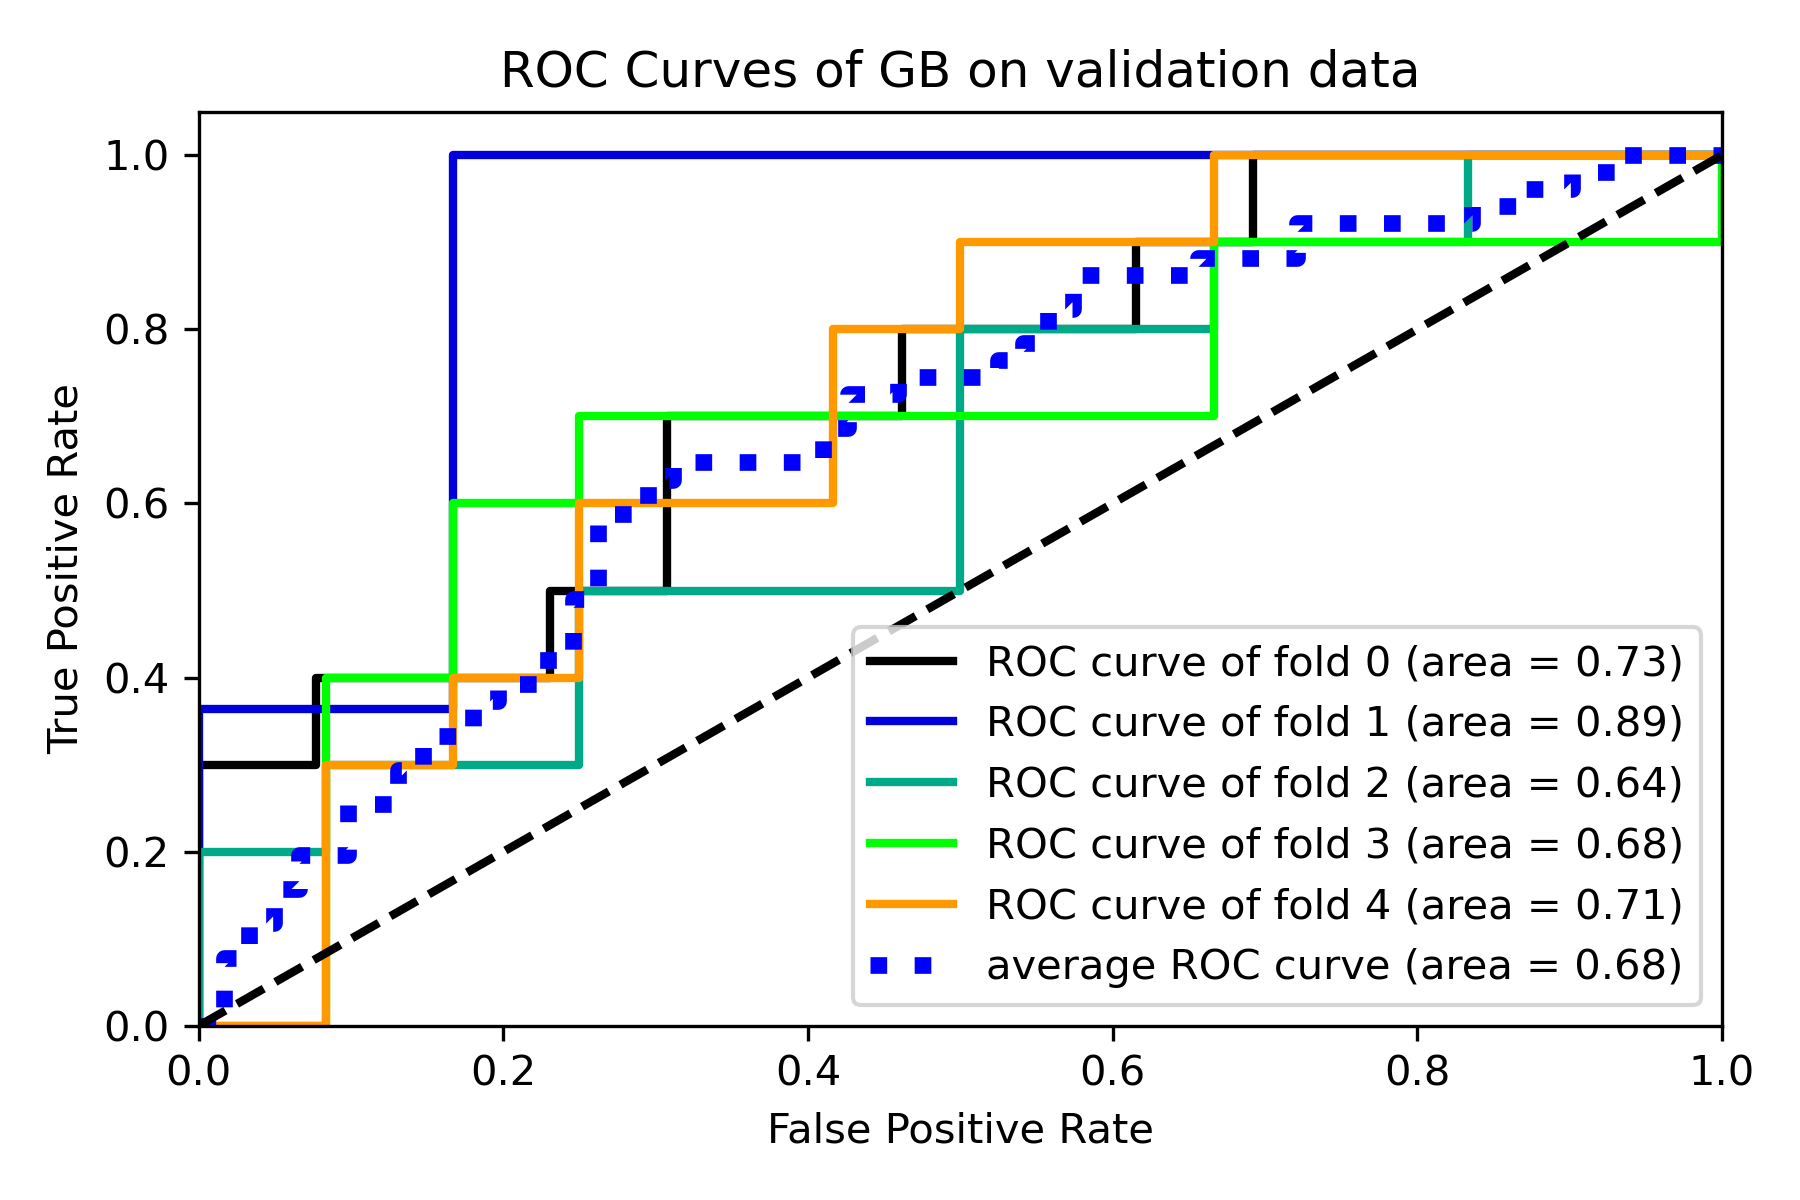 ROC Curves of GB on validation data
True Positive Rate
1.0
0.8
0.6
0.4
0.2
0.0
0.0 0.2 0.4 0.6 0.8 1.0
False Positive Rate
ROC curve of fold 0 (area = 0.73)
ROC curve of fold 1 (area = 0.89)
ROC curve of fold 2 (area = 0.64)
ROC curve of fold 3 (area = 0.68)
ROC curve of fold 4 (area = 0.71)
average ROC curve (area = 0.68)